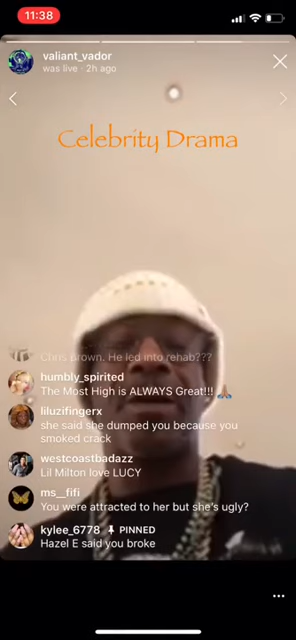 11:38
valiant_vador
was live · 2h ago
Celebrity Drama
Chris Brown. He led into rehab???
humbly_spirited
The Most High is ALWAYS Great!!! 🙏🏾
liluzifingerx
she said she dumped you because you
smoked crack
westcoastbadazz
Lil Milton love LUCY
ms__fifi
You were attracted to her but she's ugly?
kylee_6778 📌 PINNED
Hazel E said you broke